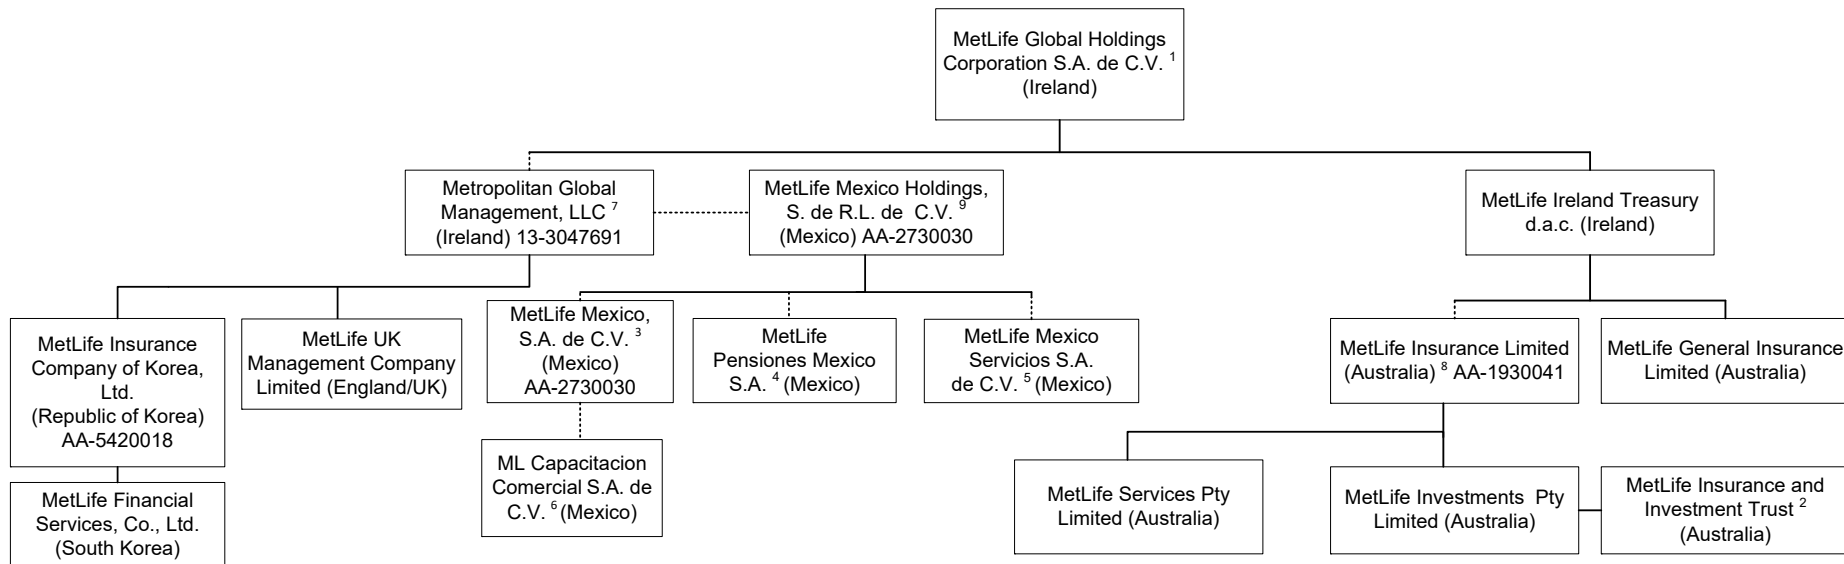 MetLife Global Holdings
Corporation S.A. de C.V. 1
(Ireland)
Metropolitan Global
Management, LLC 7
(Ireland) 13-3047691
MetLife Mexico Holdings,
S. de R.L. de C.V. 9
(Mexico) AA-2730030
MetLife Ireland Treasury
d.a.c. (Ireland)
MetLife Insurance
Company of Korea,
Ltd.
(Republic of Korea)
AA-5420018
MetLife UK
Management Company
Limited (England/UK)
MetLife Mexico,
S.A. de C.V. 3
(Mexico)
AA-2730030
MetLife
Pensiones Mexico
S.A. 4 (Mexico)
MetLife Mexico
Servicios S.A.
de C.V. 5 (Mexico)
MetLife Insurance Limited
(Australia) 8 AA-1930041
MetLife General Insurance
Limited (Australia)
MetLife Financial
Services, Co., Ltd.
(South Korea)
ML Capacitacion
Comercial S.A. de
C.V. 6 (Mexico)
MetLife Services Pty
Limited (Australia)
MetLife Investments Pty
Limited (Australia)
MetLife Insurance and
Investment Trust 2
(Australia)